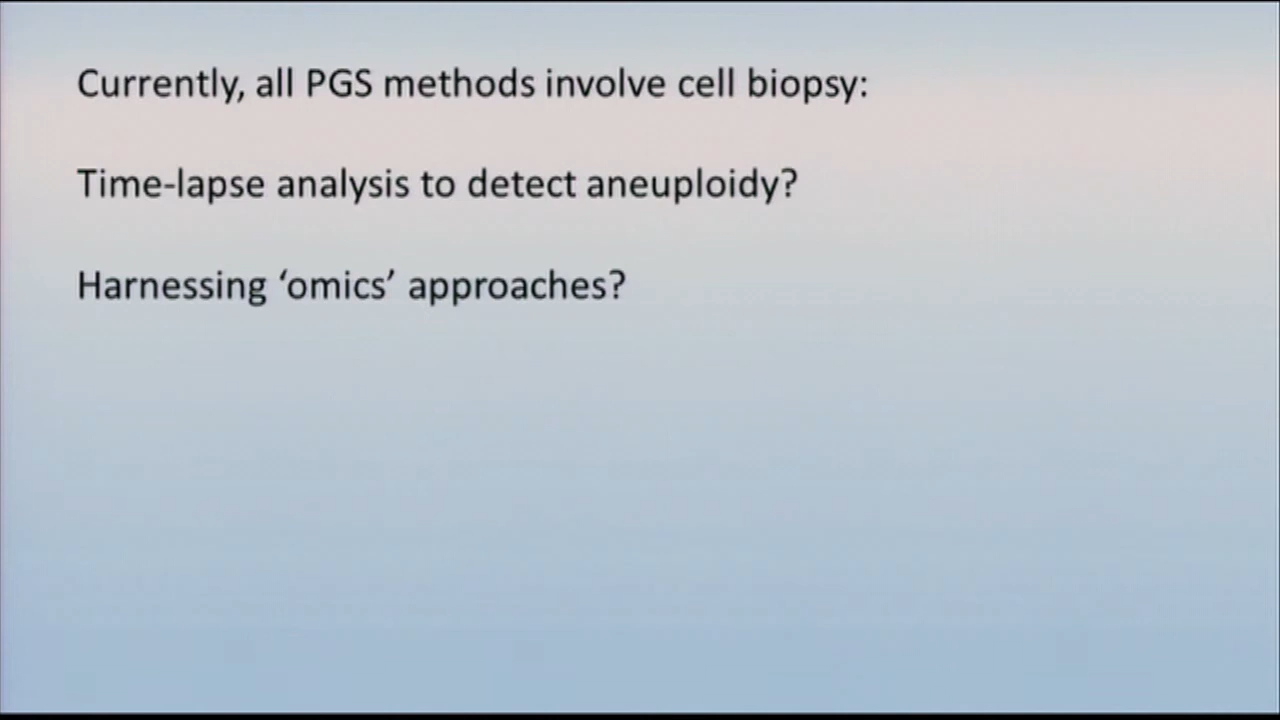 Currently, all PGS methods involve cell biopsy:
Time-lapse analysis to detect aneuploidy?
Harnessing ‘omics’ approaches?